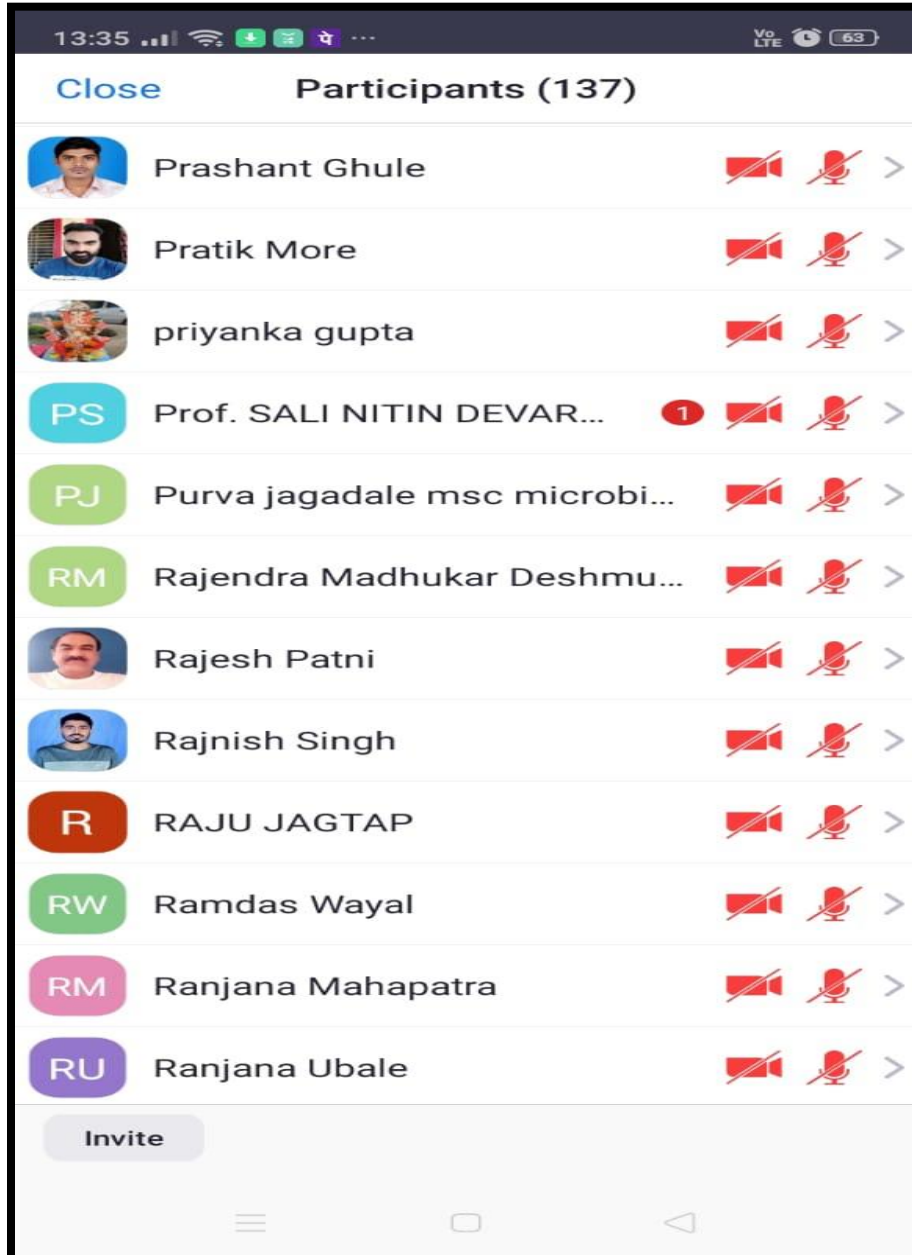 13:35 पे ... Vo LTE 63
Close Participants (137)
Prashant Ghule
Pratik More
priyanka gupta
PS Prof. SALI NITIN DEVAR... 1
PJ Purva jagadale msc microbi...
RM Rajendra Madhukar Deshmu...
Rajesh Patni
Rajnish Singh
R RAJU JAGTAP
RW Ramdas Wayal
RM Ranjana Mahapatra
RU Ranjana Ubale
Invite